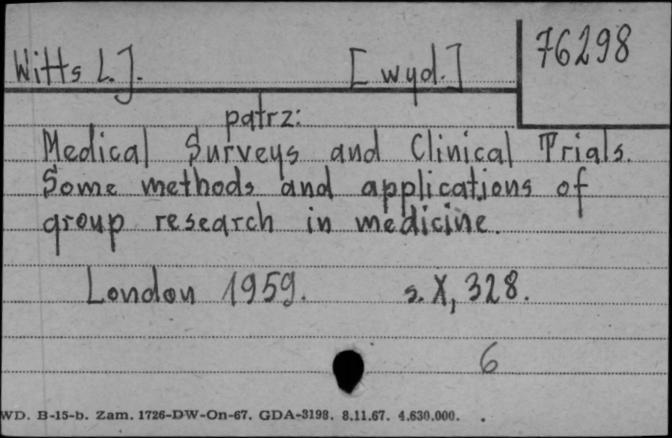 76298
Witts L.J. [wyd.]
patrz:
Medical Surveys and Clinical Trials.
Some methods and applications of
group research in medicine.
London 1959. s. X, 328.
6
WD. B-15-b. Zam. 1726-DW-On-67. GDA-3198. 8.11.67. 4.630.000.